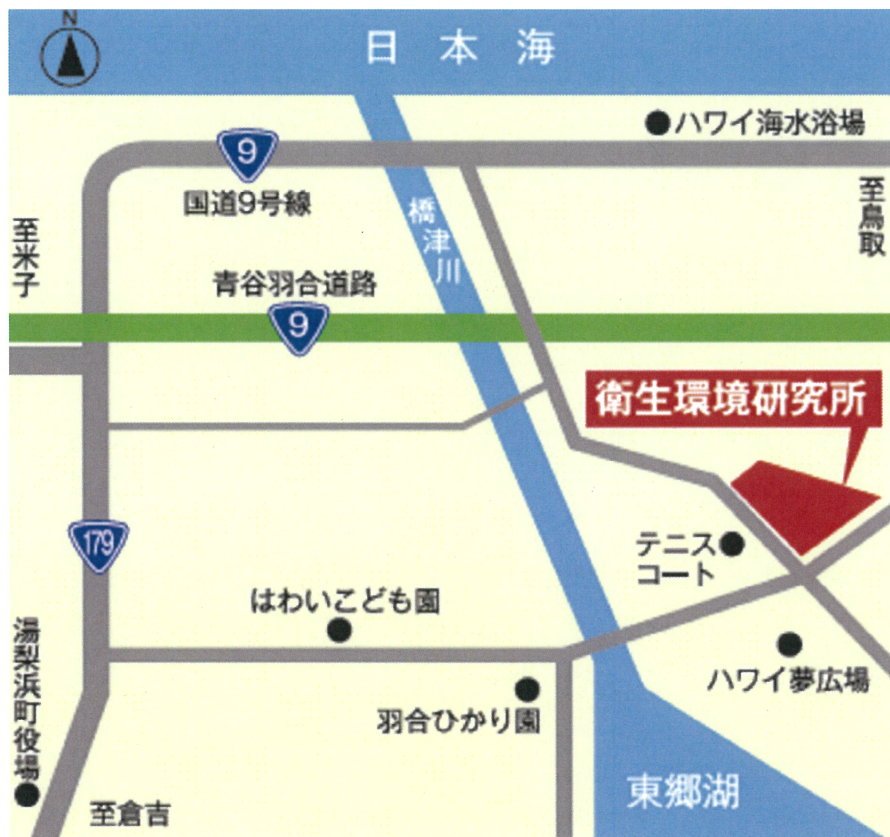 N
日本海
ハワイ海水浴場
9
国道9号線
至鳥取
橋津川
至米子
青谷羽合道路
9
衛生環境研究所
179
テニス
コート
はわいこども園
湯梨浜町役場
ハワイ夢広場
羽合ひかり園
東郷湖
至倉吉